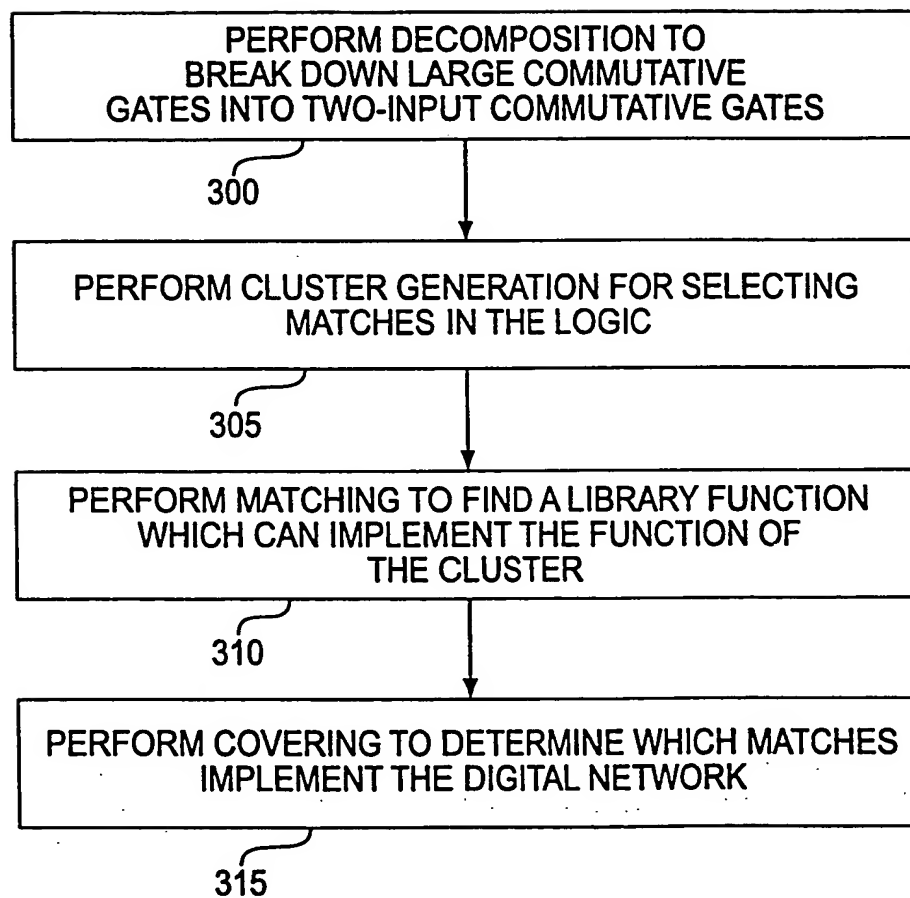 PERFORM DECOMPOSITION TO
BREAK DOWN LARGE COMMUTATIVE
GATES INTO TWO-INPUT COMMUTATIVE GATES
300
PERFORM CLUSTER GENERATION FOR SELECTING
MATCHES IN THE LOGIC
305
PERFORM MATCHING TO FIND A LIBRARY FUNCTION
WHICH CAN IMPLEMENT THE FUNCTION OF
THE CLUSTER
310
PERFORM COVERING TO DETERMINE WHICH MATCHES
IMPLEMENT THE DIGITAL NETWORK
315